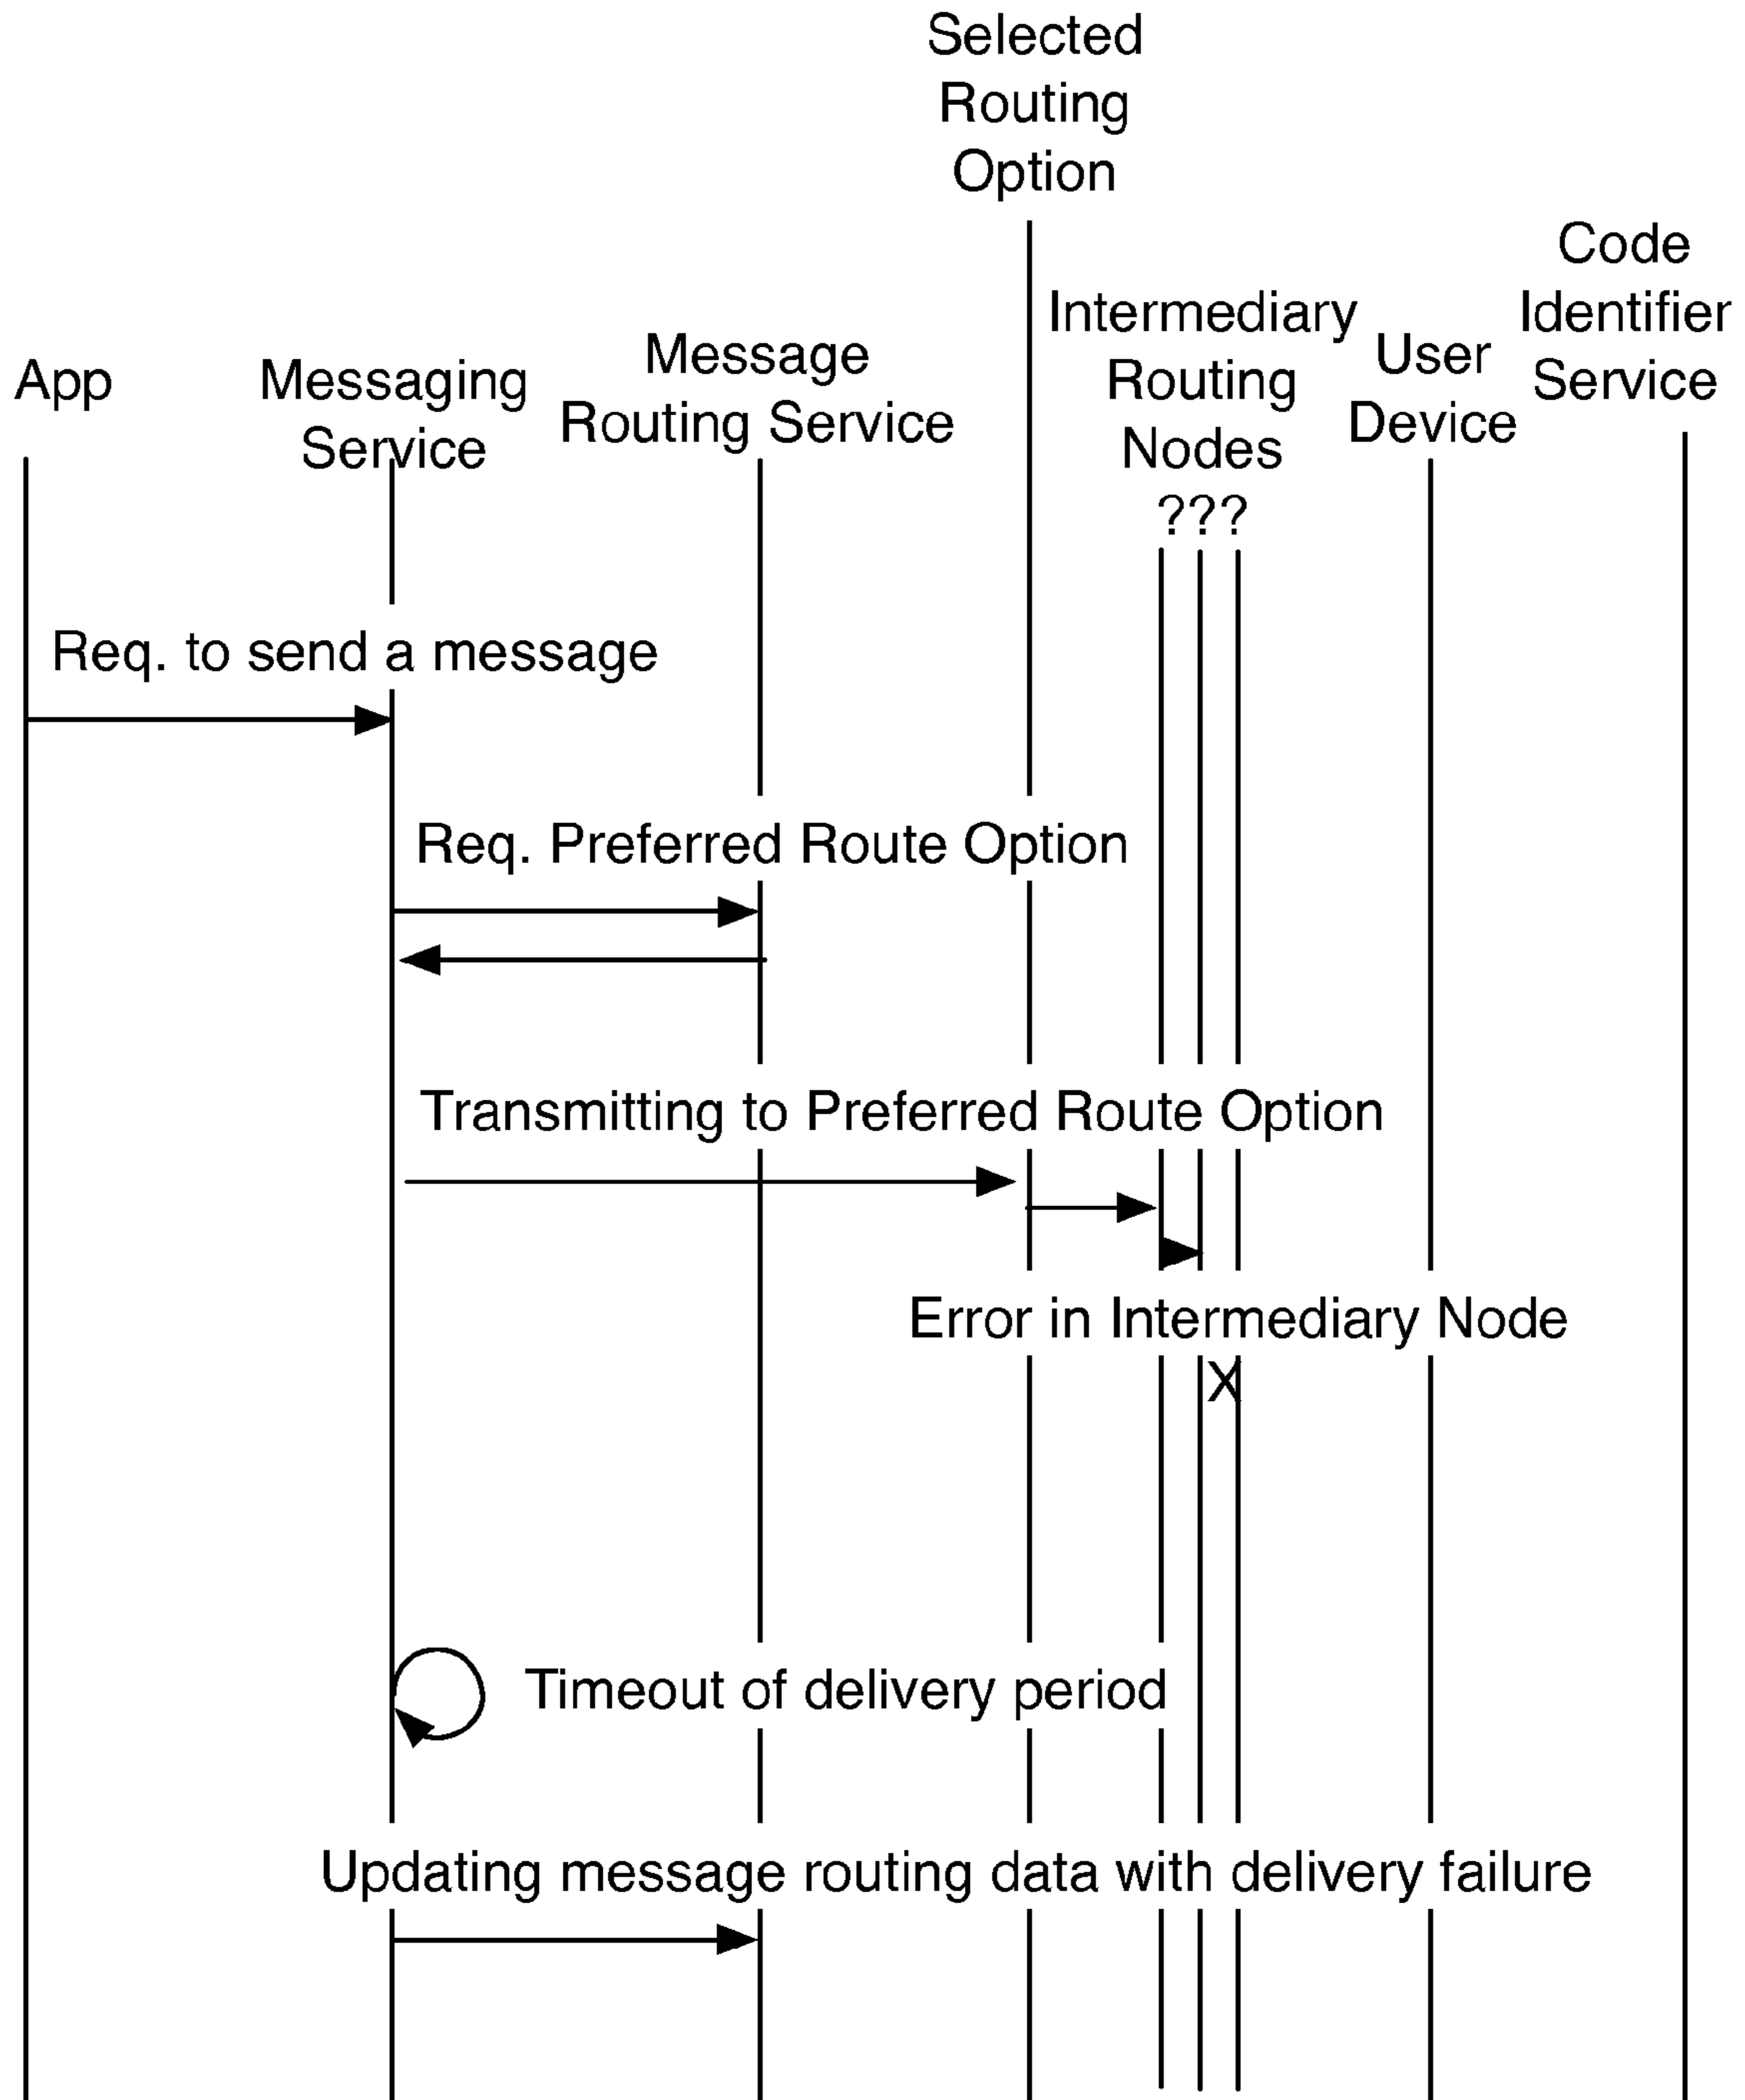 Selected
Routing
Option
Code
Identifier
Service
Intermediary
Routing
Nodes
???
User
Device
Message
Routing Service
Messaging
Service
App
Req. to send a message
Req. Preferred Route Option
Transmitting to Preferred Route Option
Error in Intermediary Node
X
Timeout of delivery period
Updating message routing data with delivery failure